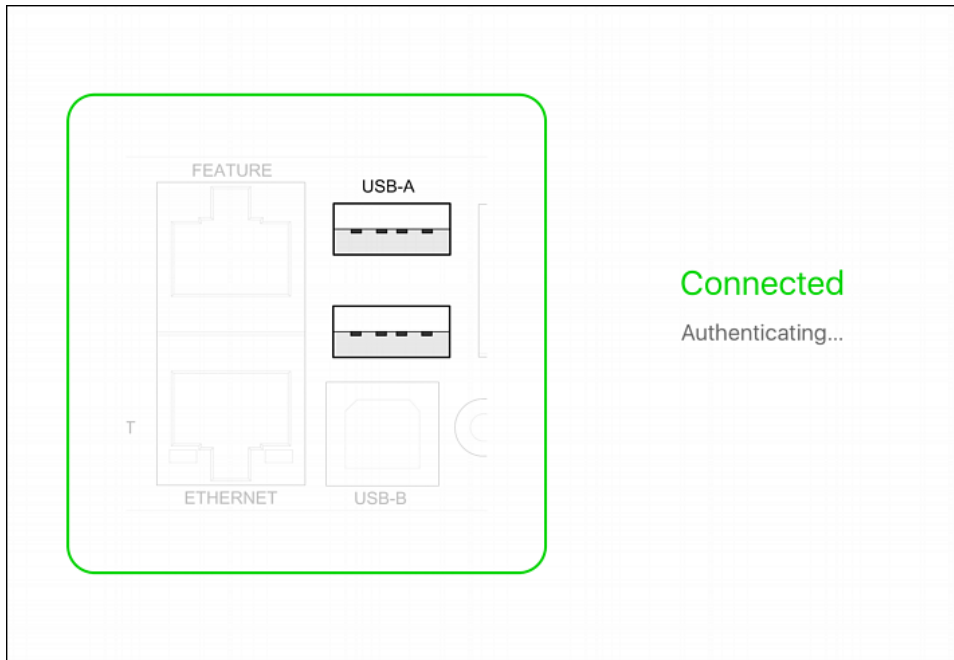 FEATURE
USB-A
T
ETHERNET
USB-B
Connected
Authenticating...